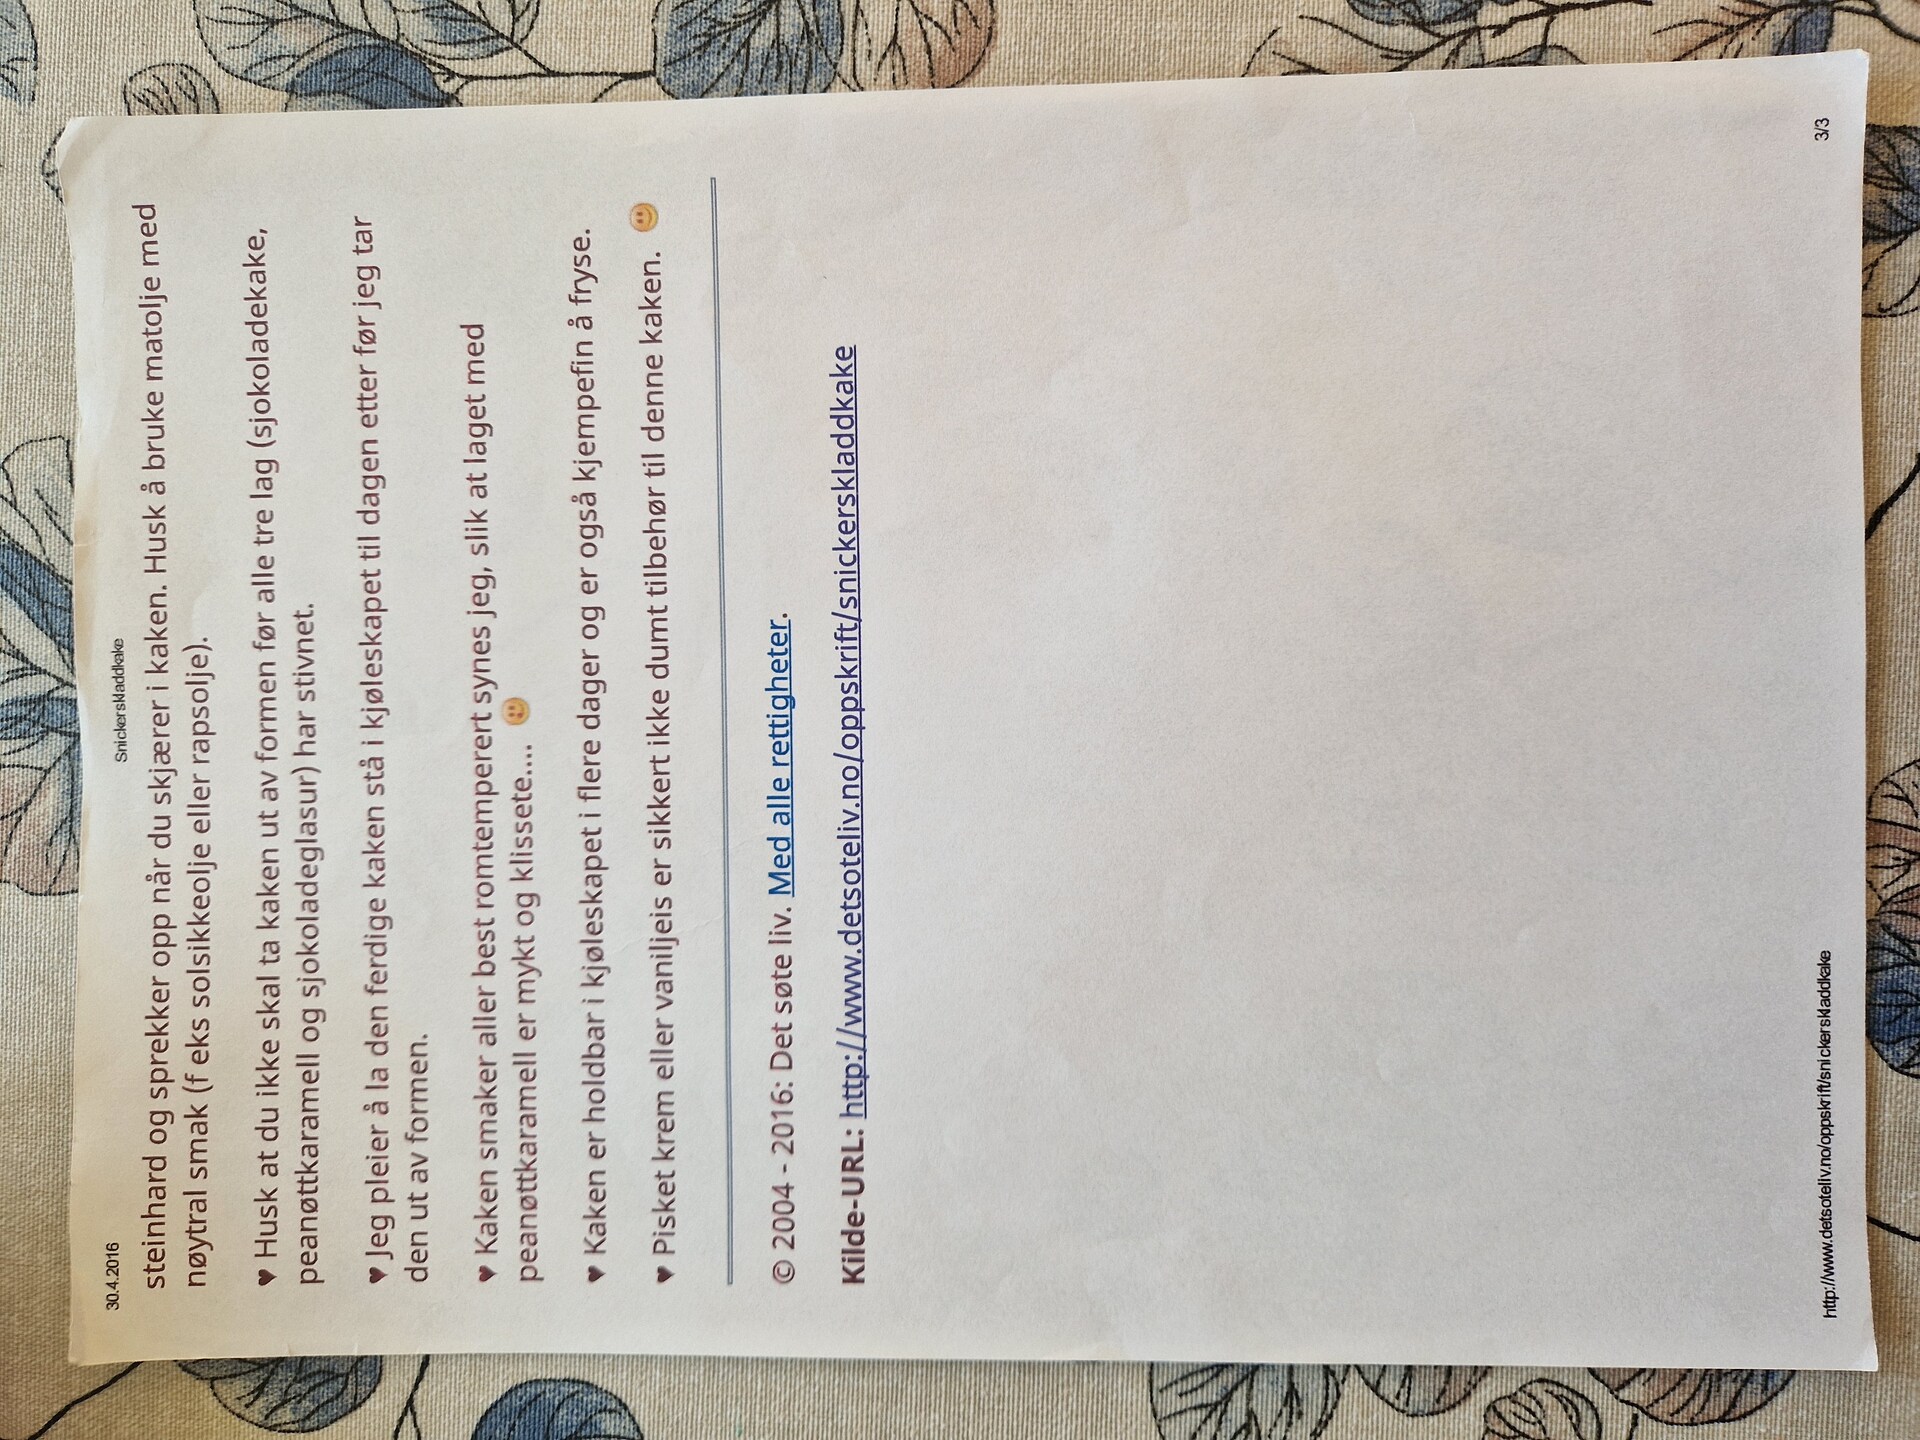 30.4.2016
Snickerskladdkake
steinhard og sprekker opp når du skjærer i kaken. Husk å bruke matolje med
nøytral smak (f eks solsikkeolje eller rapsolje).
♥ Husk at du ikke skal ta kaken ut av formen før alle tre lag (sjokoladekake,
peanøttkaramell og sjokoladeglasur) har stivnet.
♥ Jeg pleier å la den ferdige kaken stå i kjøleskapet til dagen etter før jeg tar
den ut av formen.
♥ Kaken smaker aller best romtemperert synes jeg, slik at laget med
peanøttkaramell er mykt og klissete....
♥ Kaken er holdbar i kjøleskapet i flere dager og er også kjempefin å fryse.
♥ Pisket krem eller vaniljeis er sikkert ikke dumt tilbehør til denne kaken.
© 2004 - 2016: Det søte liv. Med alle rettigheter.
Kilde-URL: http://www.detsoteliv.no/oppskrift/snickerskladdkake
http://www.detsoteliv.no/oppskrift/snickerskladdkake
3/3